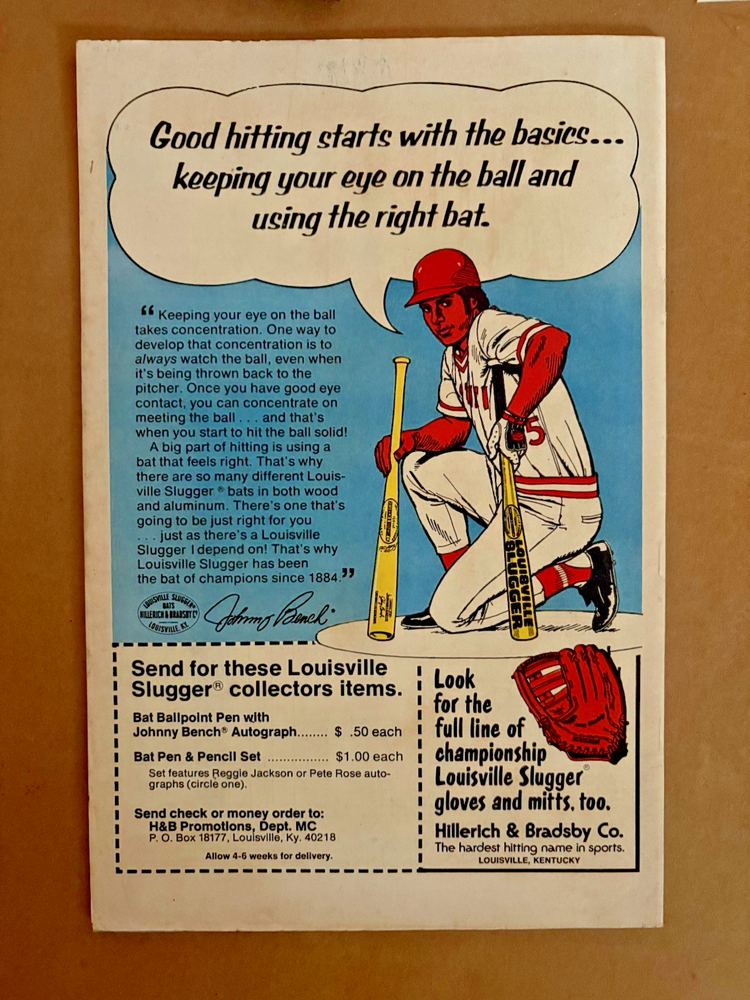 Good hitting starts with the basics...
keeping your eye on the ball and
using the right bat.
“Keeping your eye on the ball
takes concentration. One way to
develop that concentration is to
always watch the ball, even when
it's being thrown back to the
pitcher. Once you have good eye
contact, you can concentrate on
meeting the ball . . . and that's
when you start to hit the ball solid!
A big part of hitting is using a
bat that feels right. That's why
there are so many different Louis-
ville Slugger® bats in both wood
and aluminum. There's one that's
going to be just right for you
. . . just as there's a Louisville
Slugger I depend on! That's why
Louisville Slugger has been
the bat of champions since 1884.”
LOUISVILLE SLUGGER®
BATS
HILLERICH & BRADSBY Co
LOUISVILLE, KY.
Johnny Bench
5
LOUISVILLE
SLUGGER
Send for these Louisville
Slugger® collectors items.
Bat Ballpoint Pen with
Johnny Bench® Autograph........ $ .50 each
Bat Pen & Pencil Set ................ $1.00 each
Set features Reggie Jackson or Pete Rose auto-
graphs (circle one).
Send check or money order to:
H&B Promotions, Dept. MC
P. O. Box 18177, Louisville, Ky. 40218
Allow 4-6 weeks for delivery.
Look
for the
full line of
championship
Louisville Slugger®
gloves and mitts, too.
Hillerich & Bradsby Co.
The hardest hitting name in sports.
LOUISVILLE, KENTUCKY